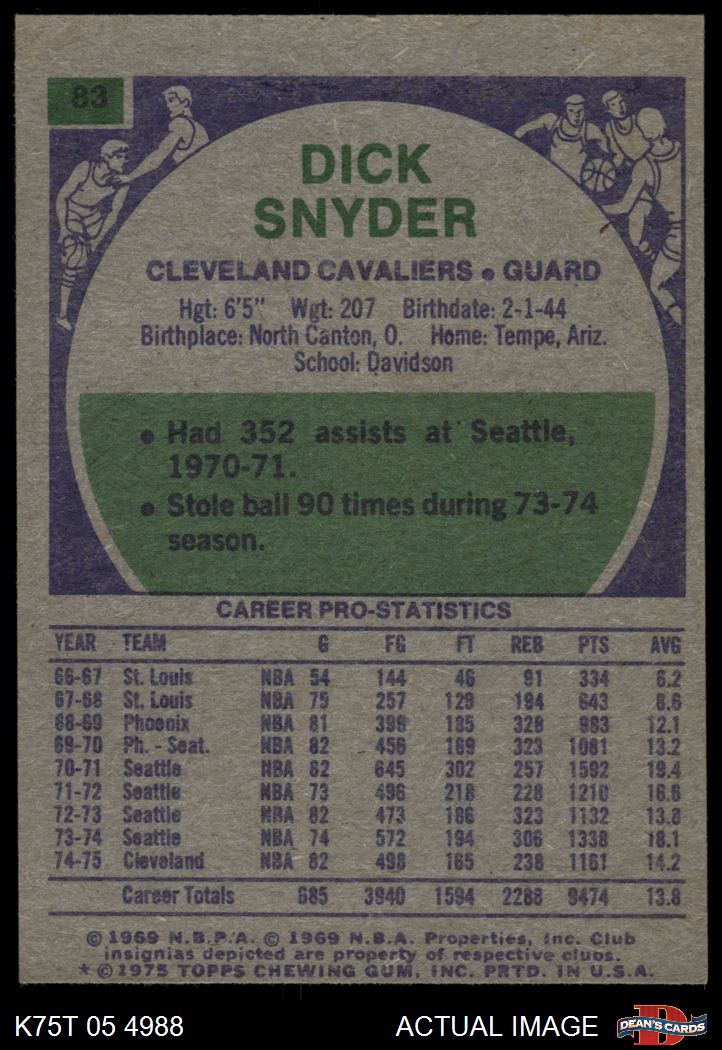 83
DICK
SNYDER
CLEVELAND CAVALIERS • GUARD
Hgt: 6'5" Wgt: 207 Birthdate: 2-1-44
Birthplace: North Canton, O. Home: Tempe, Ariz.
School: Davidson
• Had 352 assists at Seattle,
1970-71.
• Stole ball 90 times during 73-74
season.
CAREER PRO-STATISTICS
YEAR TEAM G FG FT REB PTS AVG
66-67 St. Louis NBA 54 144 46 91 334 6.2
67-68 St. Louis NBA 75 257 129 194 643 8.6
68-69 Phoenix NBA 81 399 185 328 983 12.1
69-70 Ph. - Seat. NBA 82 456 169 323 1081 13.2
70-71 Seattle NBA 82 645 302 257 1592 19.4
71-72 Seattle NBA 73 496 218 228 1210 16.6
72-73 Seattle NBA 82 473 186 323 1132 13.8
73-74 Seattle NBA 74 572 194 306 1338 18.1
74-75 Cleveland NBA 82 498 165 238 1161 14.2
Career Totals 685 3940 1594 2288 9474 13.8
© 1969 N.B.P.A. © 1969 N.B.A. Properties, Inc. Club
insignias depicted are property of respective clubs.
★ © 1975 TOPPS CHEWING GUM, INC. PRTD. IN U.S.A.
K75T 05 4988 ACTUAL IMAGE D DEAN'S CARDS